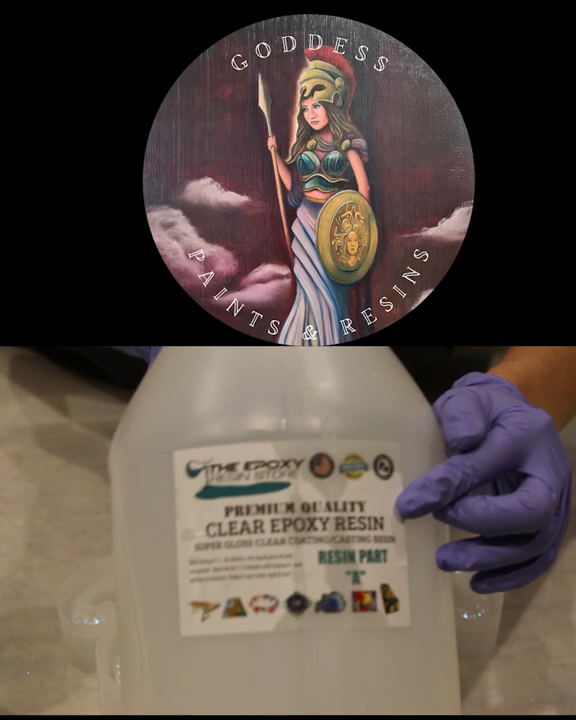 GODDESS
PAINTS & RESINS
THE EPOXY
RESIN STORE
PREMIUM QUALITY
CLEAR EPOXY RESIN
SUPER GLOSS CLEAR COATING/CASTING RESIN
RESIN PART
"A"